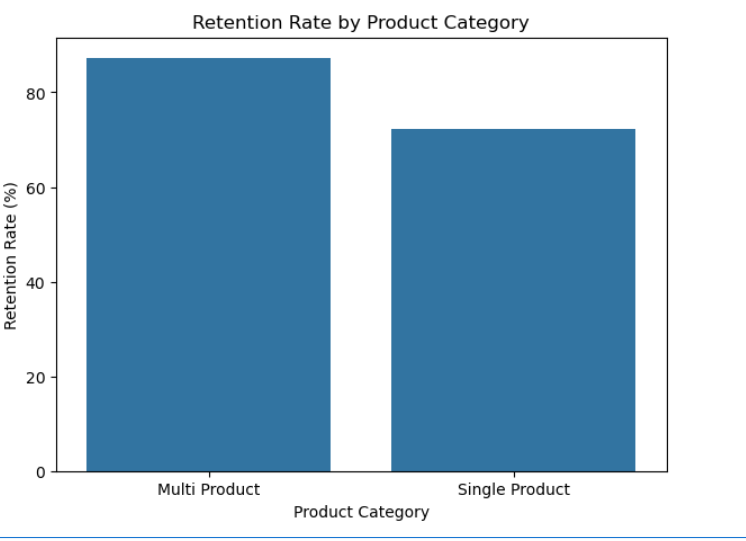 Retention Rate by Product Category
Retention Rate (%)
80
60
40
20
0
Multi Product
Single Product
Product Category